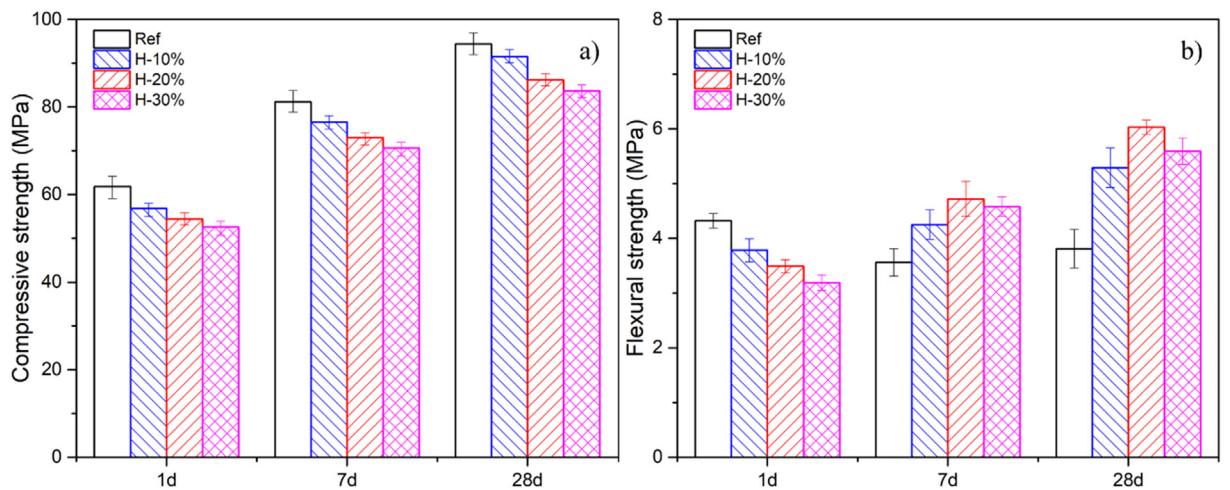 100
80
60
40
20
0
Compressive strength (MPa)
Ref
H-10%
H-20%
H-30%
a)
1d
7d
28d
8
6
4
2
0
Flexural strength (MPa)
Ref
H-10%
H-20%
H-30%
b)
1d
7d
28d